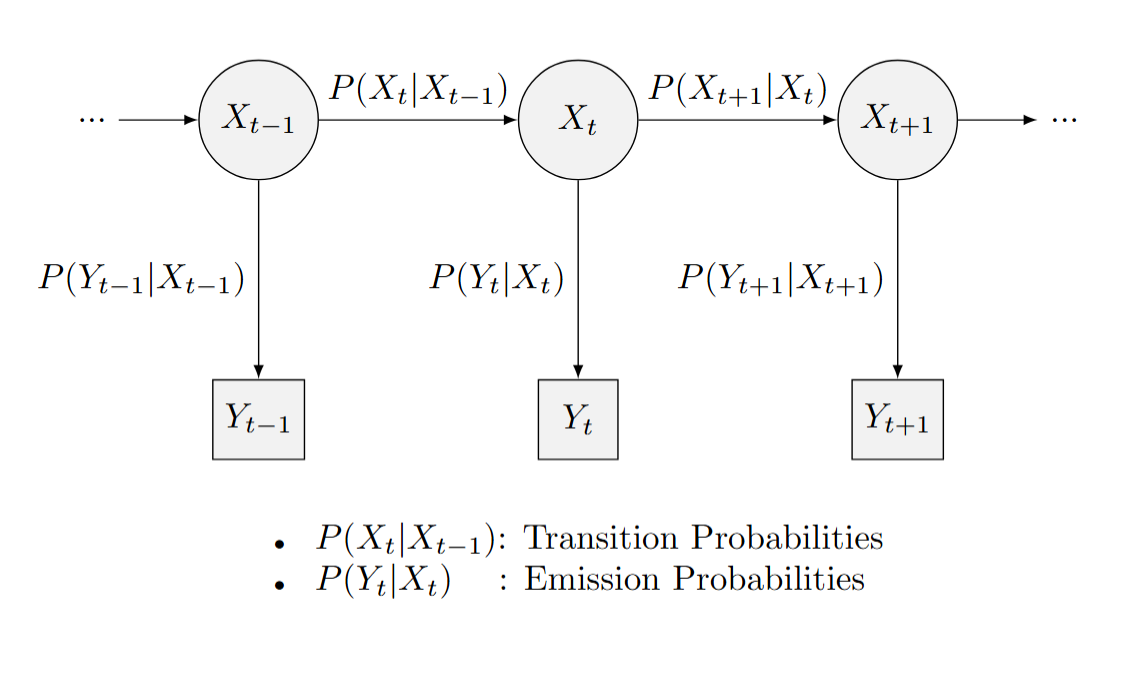 P(X_t|X_{t−1}) P(X_{t+1}|X_t)
... X_{t−1} X_t X_{t+1} ...
P(Y_{t−1}|X_{t−1}) P(Y_t|X_t) P(Y_{t+1}|X_{t+1})
Y_{t−1} Y_t Y_{t+1}
• P(X_t|X_{t−1}): Transition Probabilities
• P(Y_t|X_t) : Emission Probabilities